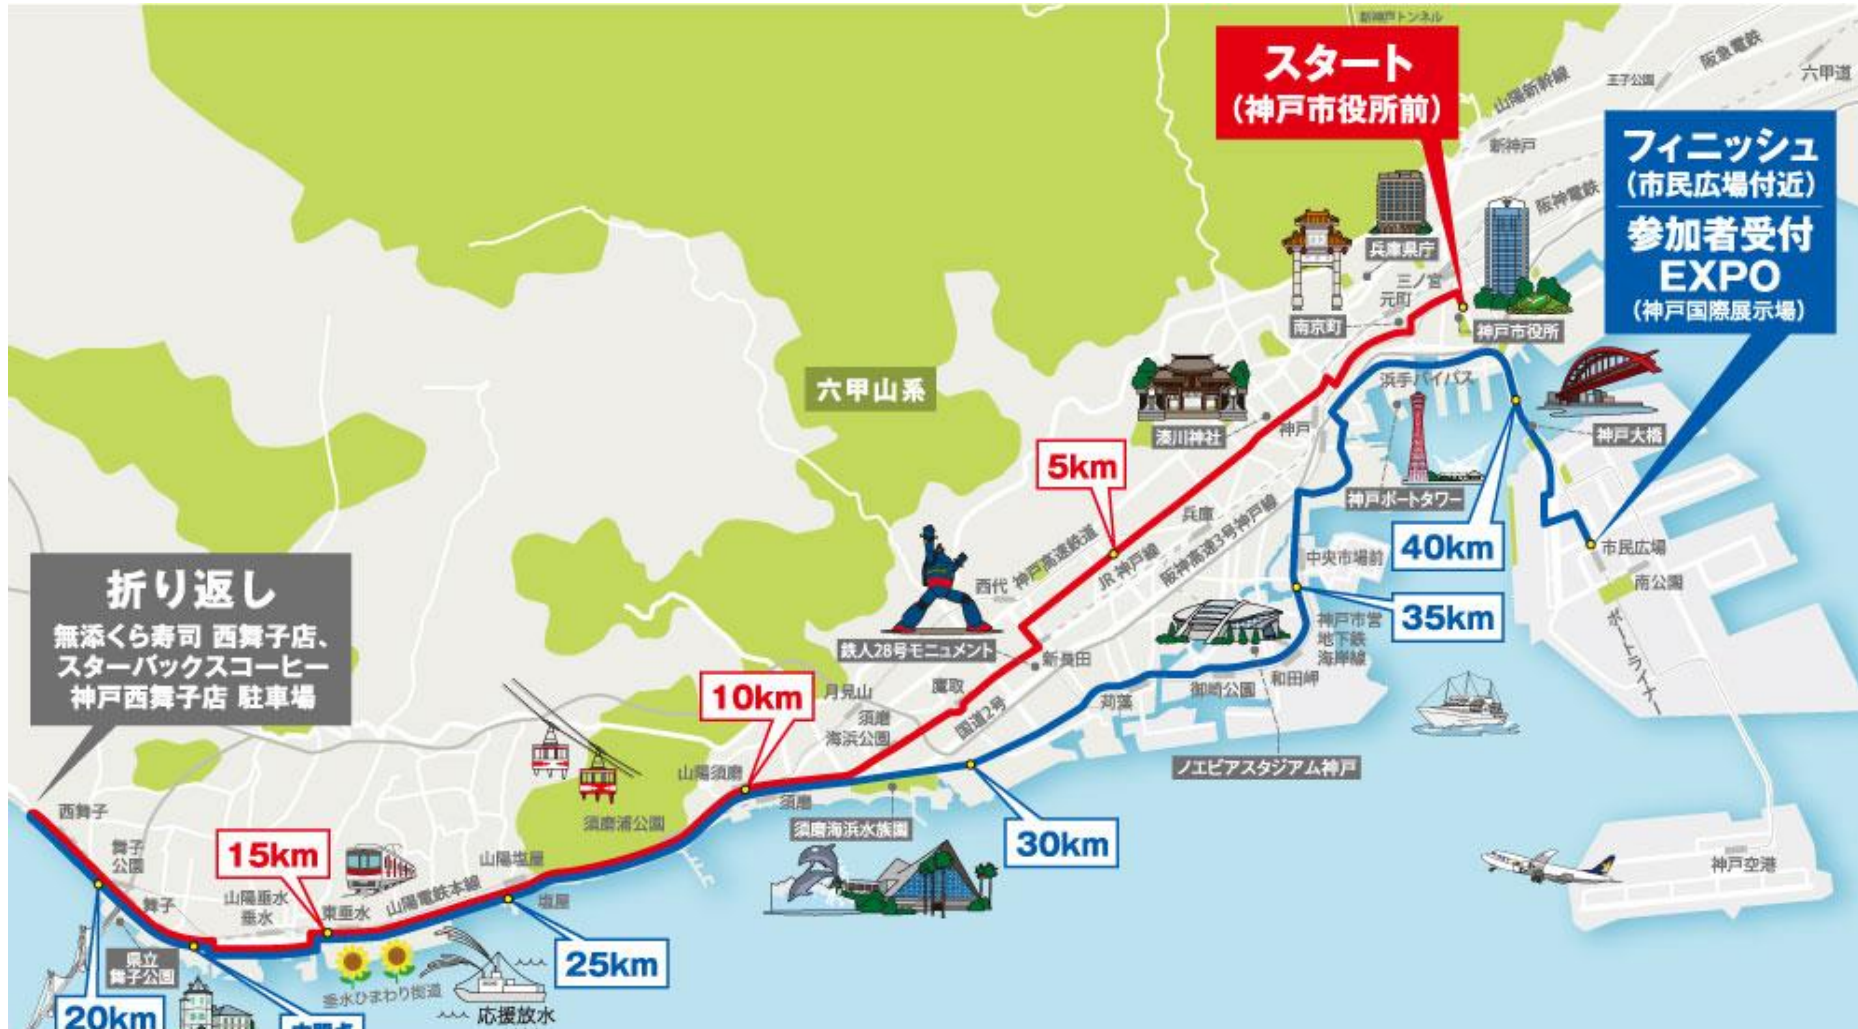 新神戸トンネル
スタート
(神戸市役所前)
阪急電鉄
六甲道
王子公園
山陽新幹線
新神戸
フィニッシュ
(市民広場付近)
参加者受付
EXPO
(神戸国際展示場)
阪神電鉄
兵庫県庁
三ノ宮
元町
南京町
神戸市役所
六甲山系
浜手バイパス
湊川神社
神戸
神戸大橋
5km
神戸ポートタワー
兵庫
神戸高速鉄道
JR神戸線
阪神高速3号神戸線
40km
中央市場前
市民広場
南公園
西代
折り返し
無添くら寿司 西舞子店、
スターバックスコーヒー
神戸西舞子店 駐車場
35km
神戸市営
地下鉄
海岸線
ポートライナー
鉄人28号モニュメント
新長田
10km
月見山
鷹取
須磨
海浜公園
国道2号
苅藻
御崎公園
和田岬
ノエビアスタジアム神戸
山陽須磨
須磨
須磨浦公園
須磨海浜水族園
30km
西舞子
舞子
公園
15km
山陽塩屋
山陽垂水
垂水
東垂水
山陽電鉄本線
塩屋
舞子
神戸空港
県立
舞子公園
25km
垂水ひまわり街道
応援放水
20km